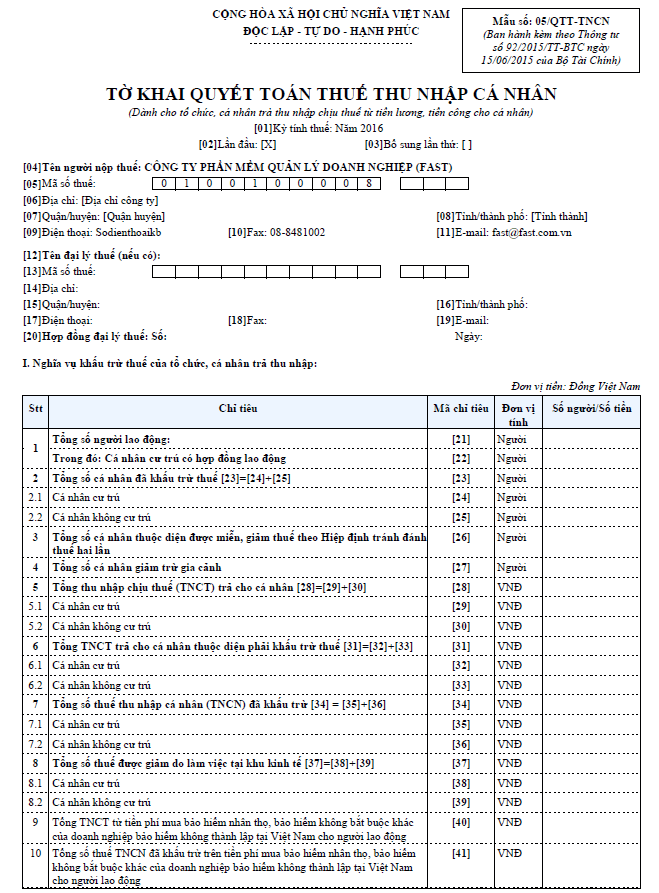 CỘNG HÒA XÃ HỘI CHỦ NGHĨA VIỆT NAM
ĐỘC LẬP - TỰ DO - HẠNH PHÚC
Mẫu số: 05/QTT-TNCN
(Ban hành kèm theo Thông tư
số 92/2015/TT-BTC ngày
15/06/2015 của Bộ Tài Chính)
TỜ KHAI QUYẾT TOÁN THUẾ THU NHẬP CÁ NHÂN
(Dành cho tổ chức, cá nhân trả thu nhập chịu thuế từ tiền lương, tiền công cho cá nhân)
[01]Kỳ tính thuế: Năm 2016
[02]Lần đầu: [X] [03]Bổ sung lần thứ: [ ]
[04]Tên người nộp thuế: CÔNG TY PHẦN MỀM QUẢN LÝ DOANH NGHIỆP (FAST)
[05]Mã số thuế: 0 1 0 0 1 0 0 0 0 8
[06]Địa chỉ: [Địa chỉ công ty]
[07]Quận/huyện: [Quận huyện] [08]Tỉnh/thành phố: [Tỉnh thành]
[09]Điện thoại: Sodienthoaikb [10]Fax: 08-8481002 [11]E-mail: fast@fast.com.vn
[12]Tên đại lý thuế (nếu có):
[13]Mã số thuế:
[14]Địa chỉ:
[15]Quận/huyện: [16]Tỉnh/thành phố:
[17]Điện thoại: [18]Fax: [19]E-mail:
[20]Hợp đồng đại lý thuế: Số: Ngày:
I. Nghĩa vụ khấu trừ thuế của tổ chức, cá nhân trả thu nhập:
Đơn vị tiền: Đồng Việt Nam
Stt Chỉ tiêu Mã chỉ tiêu Đơn vị tính Số người/Số tiền
1 Tổng số người lao động: [21] Người
Trong đó: Cá nhân cư trú có hợp đồng lao động [22] Người
2 Tổng số cá nhân đã khấu trừ thuế [23]=[24]+[25] [23] Người
2.1 Cá nhân cư trú [24] Người
2.2 Cá nhân không cư trú [25] Người
3 Tổng số cá nhân thuộc diện được miễn, giảm thuế theo Hiệp định tránh đánh [26] Người
thuế hai lần
4 Tổng số cá nhân giảm trừ gia cảnh [27] Người
5 Tổng thu nhập chịu thuế (TNCT) trả cho cá nhân [28]=[29]+[30] [28] VNĐ
5.1 Cá nhân cư trú [29] VNĐ
5.2 Cá nhân không cư trú [30] VNĐ
6 Tổng TNCT trả cho cá nhân thuộc diện phải khấu trừ thuế [31]=[32]+[33] [31] VNĐ
6.1 Cá nhân cư trú [32] VNĐ
6.2 Cá nhân không cư trú [33] VNĐ
7 Tổng số thuế thu nhập cá nhân (TNCN) đã khấu trừ [34] = [35]+[36] [34] VNĐ
7.1 Cá nhân cư trú [35] VNĐ
7.2 Cá nhân không cư trú [36] VNĐ
8 Tổng số thuế được giảm do làm việc tại khu kinh tế [37]=[38]+[39] [37] VNĐ
8.1 Cá nhân cư trú [38] VNĐ
8.2 Cá nhân không cư trú [39] VNĐ
9 Tổng TNCT từ tiền phí mua bảo hiểm nhân thọ, bảo hiểm không bắt buộc khác [40] VNĐ
của doanh nghiệp bảo hiểm không thành lập tại Việt Nam cho người lao động
10 Tổng số thuế TNCN đã khấu trừ trên tiền phí mua bảo hiểm nhân thọ, bảo hiểm [41] VNĐ
không bắt buộc khác của doanh nghiệp bảo hiểm không thành lập tại Việt Nam
cho người lao động